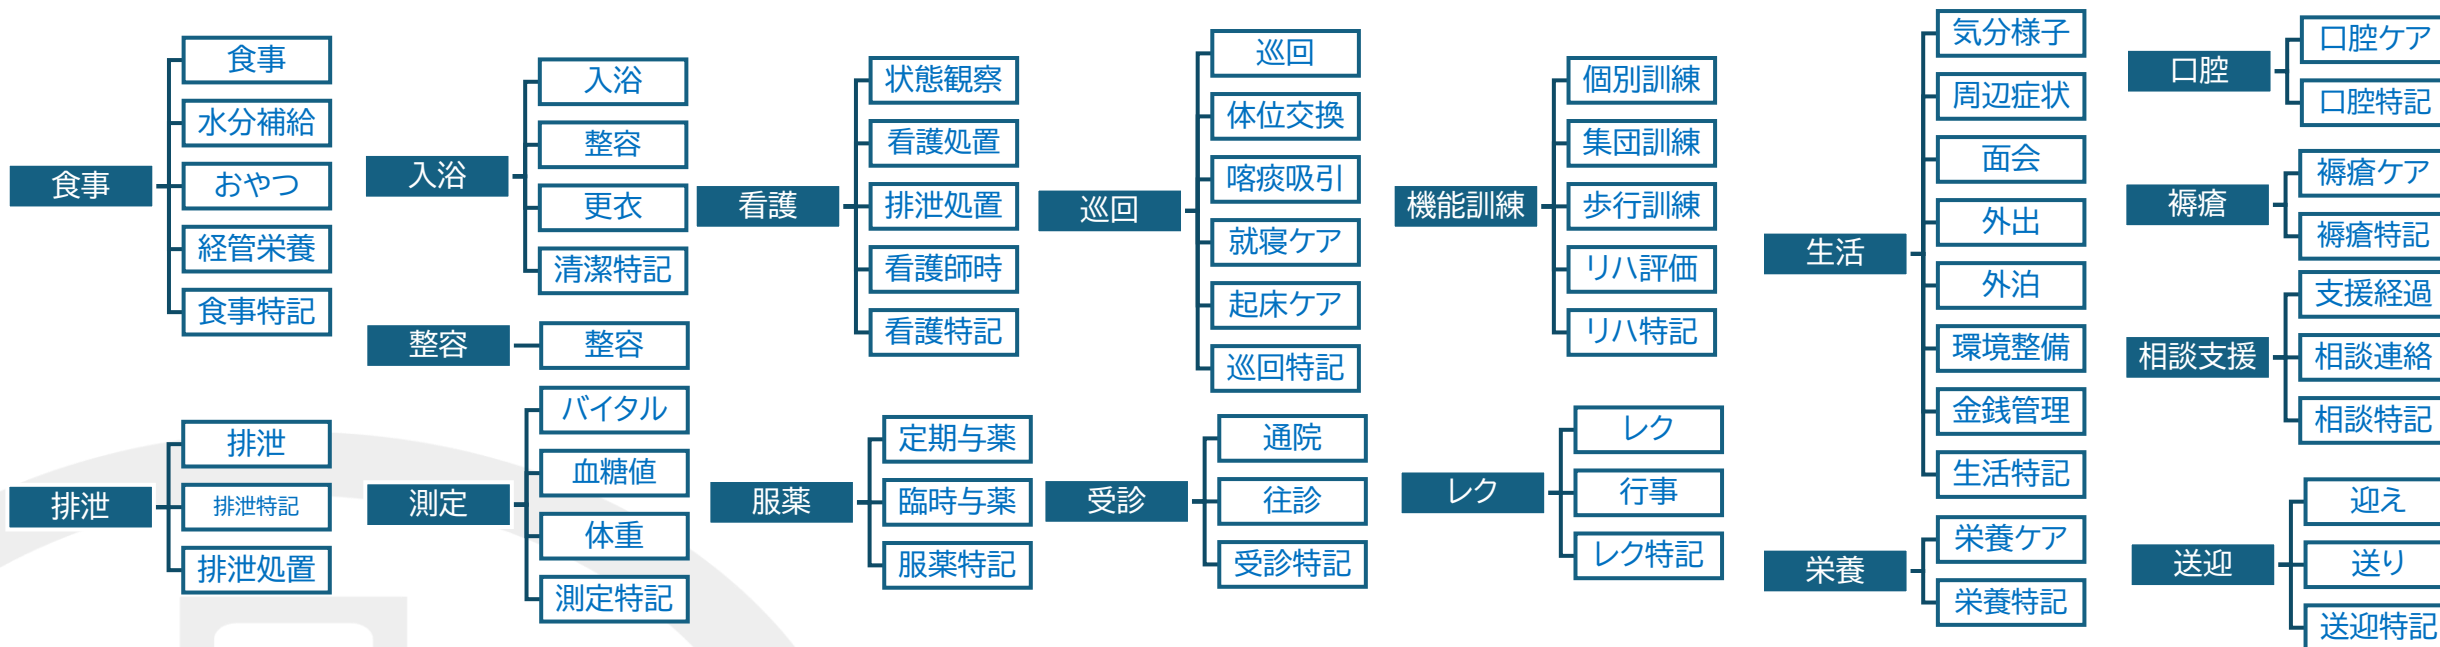 食事
食事
水分補給
おやつ
経管栄養
食事特記
排泄
排泄
排泄特記
排泄処置
入浴
入浴
整容
更衣
清潔特記
整容
整容
測定
バイタル
血糖値
体重
測定特記
看護
状態観察
看護処置
排泄処置
看護師時
看護特記
服薬
定期与薬
臨時与薬
服薬特記
巡回
巡回
体位交換
喀痰吸引
就寝ケア
起床ケア
巡回特記
受診
通院
往診
受診特記
機能訓練
個別訓練
集団訓練
歩行訓練
リハ評価
リハ特記
レク
レク
行事
レク特記
生活
気分様子
周辺症状
面会
外出
外泊
環境整備
金銭管理
生活特記
栄養
栄養ケア
栄養特記
口腔
口腔ケア
口腔特記
褥瘡
褥瘡ケア
褥瘡特記
相談支援
支援経過
相談連絡
相談特記
送迎
迎え
送り
送迎特記